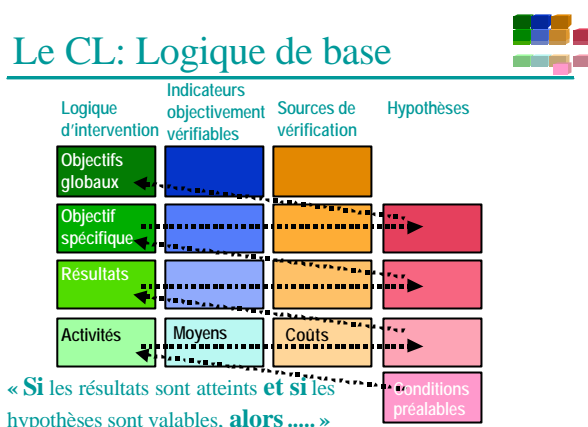 Le CL: Logique de base
Logique
d'intervention
Indicateurs
objectivement
vérifiables
Sources de
vérification
Hypothèses
Objectifs
globaux
Objectif
spécifique
Résultats
Activités
Moyens
Coûts
Conditions
préalables
« Si les résultats sont atteints et si les
hypothèses sont valables, alors ..... »